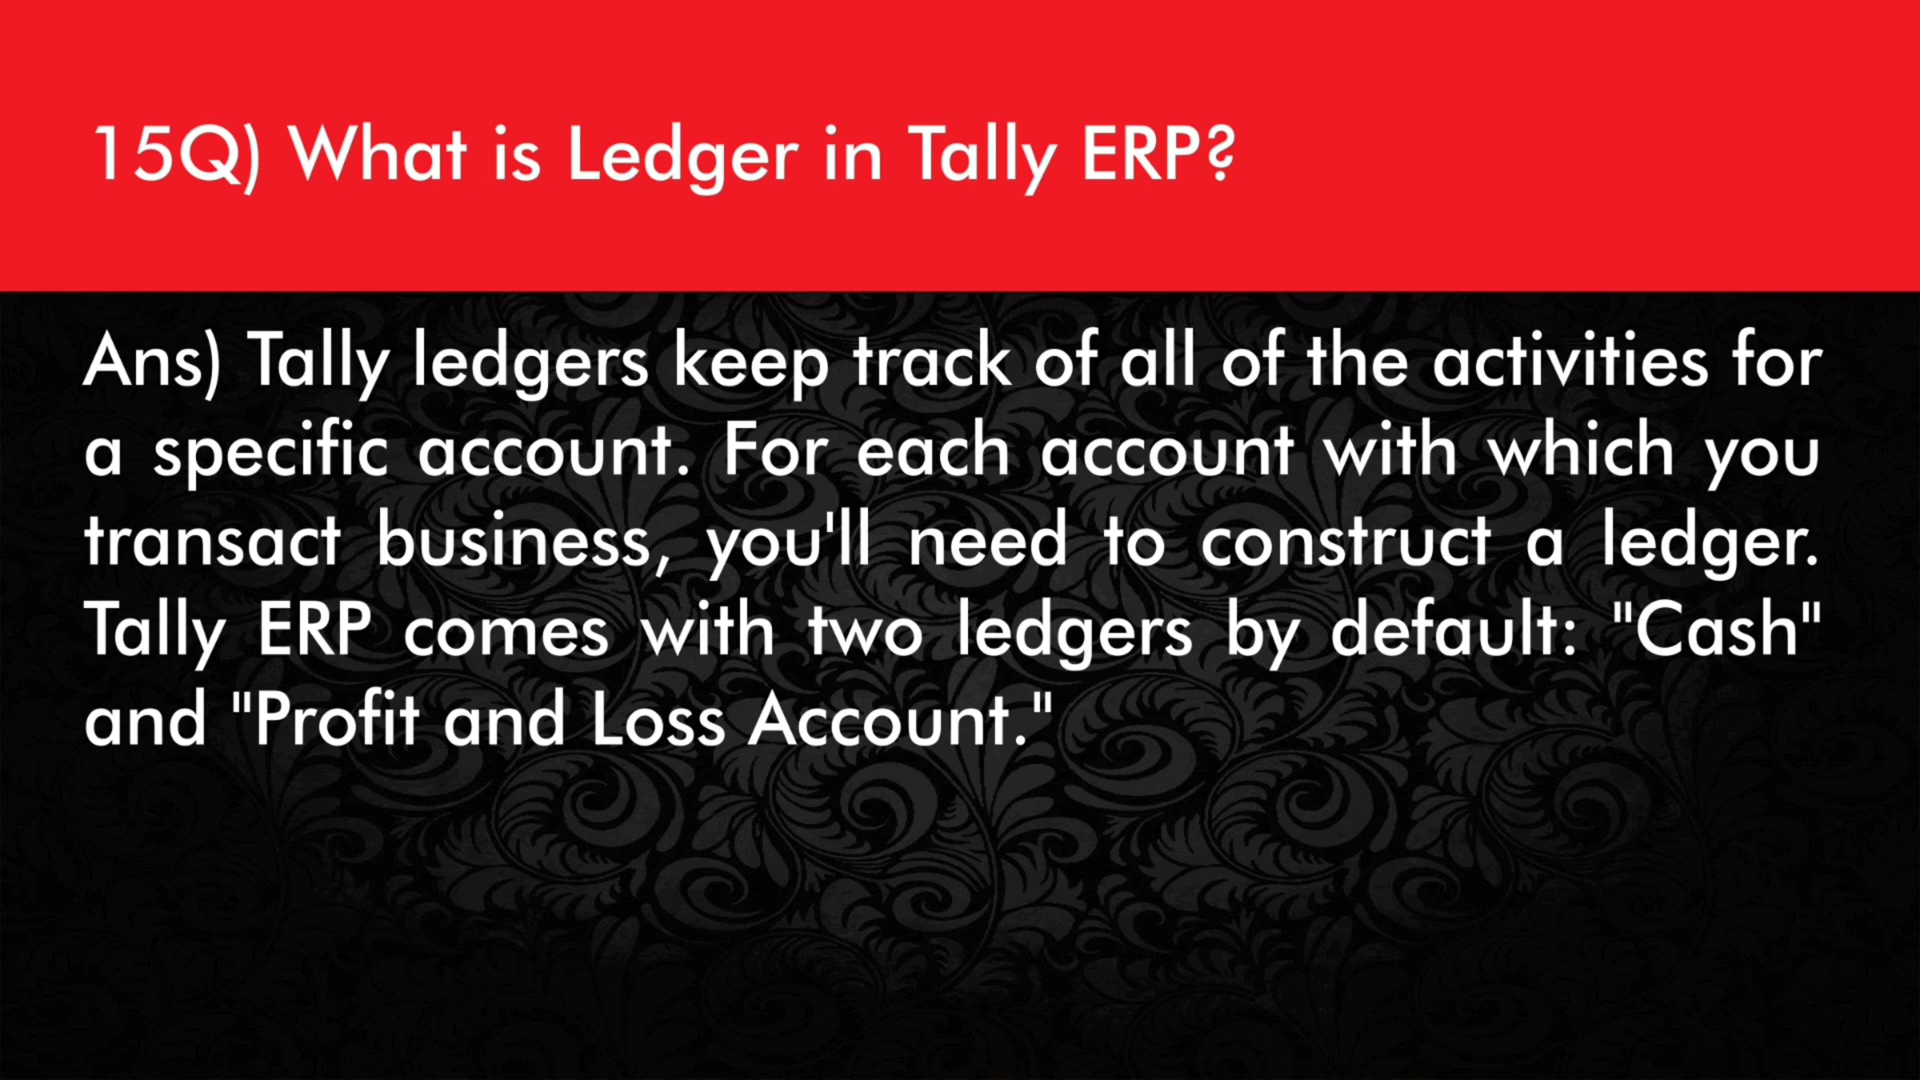 15Q) What is Ledger in Tally ERP?
Ans) Tally ledgers keep track of all of the activities for
a specific account. For each account with which you
transact business, you'll need to construct a ledger.
Tally ERP comes with two ledgers by default: "Cash"
and "Profit and Loss Account."